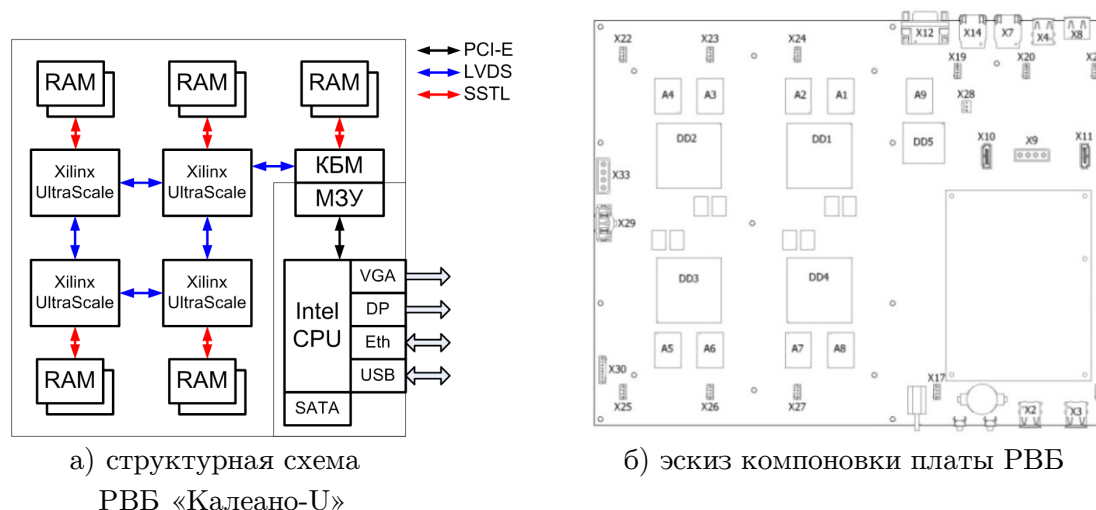 PCI-E
LVDS
SSTL
RAM
RAM
RAM
Xilinx
UltraScale
Xilinx
UltraScale
КБМ
МЗУ
Xilinx
UltraScale
Xilinx
UltraScale
Intel
CPU
VGA
DP
Eth
USB
SATA
RAM
RAM
а) структурная схема
РВБ «Калеано-U»
X12
X14
X7
X4
X8
X22
X23
X24
X19
X20
A4
A3
A2
A1
A9
X28
DD2
DD1
DD5
X10
X9
X11
X33
X29
DD3
DD4
A5
A6
A7
A8
X30
X25
X26
X27
X17
X2
X3
б) эскиз компоновки платы РВБ